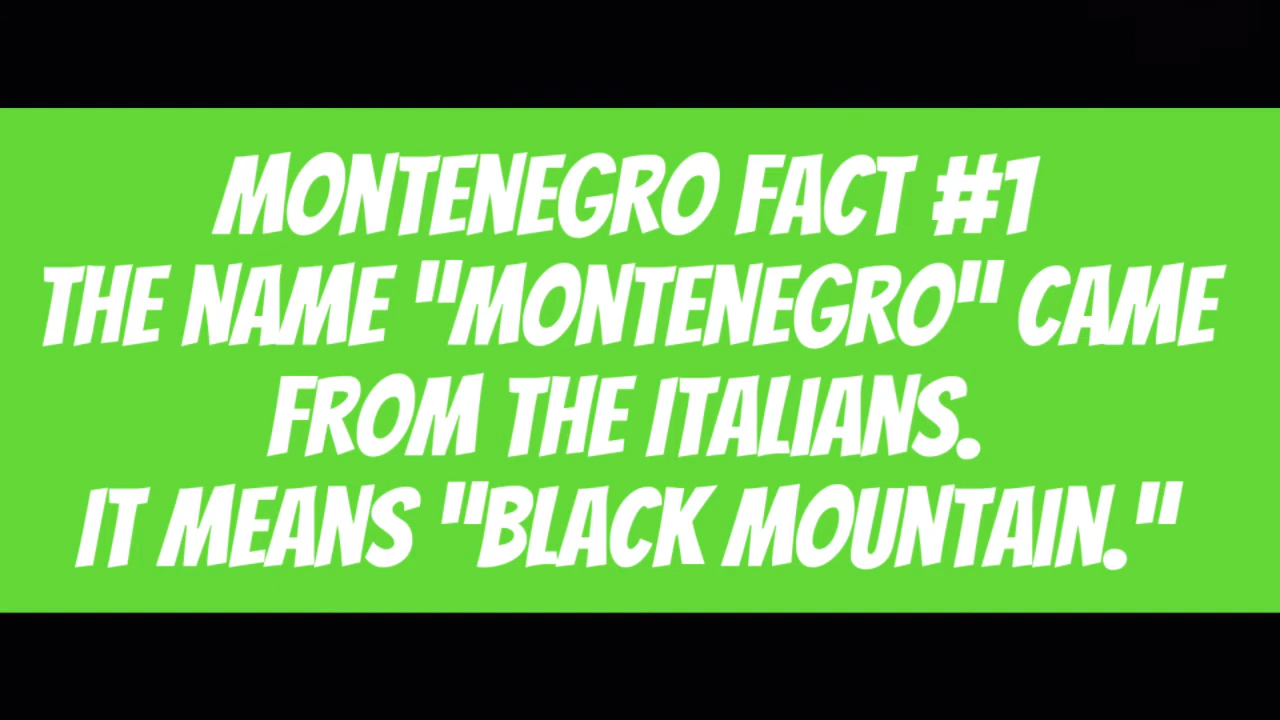 MONTENEGRO FACT #1
THE NAME "MONTENEGRO" CAME
FROM THE ITALIANS.
IT MEANS "BLACK MOUNTAIN."